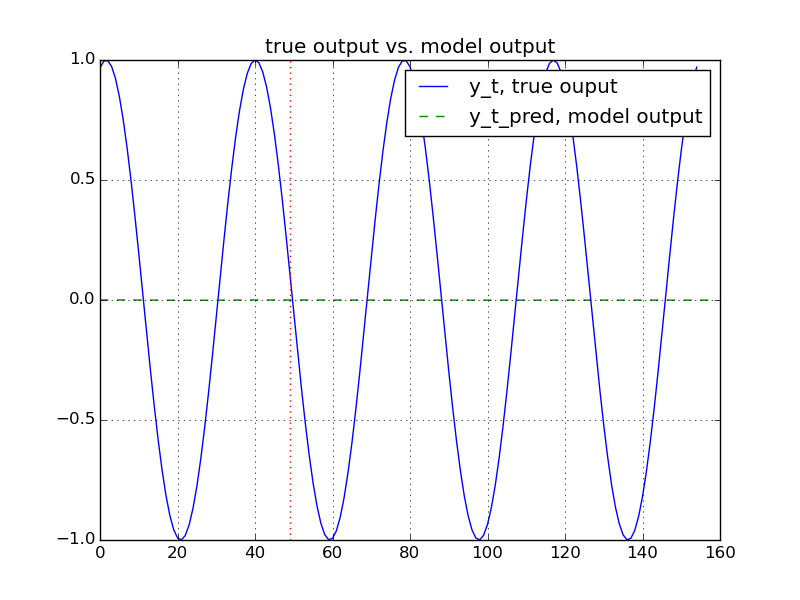 true output vs. model output
y_t, true ouput
y_t_pred, model output
1.0
0.5
0.0
−0.5
−1.0
0 20 40 60 80 100 120 140 160